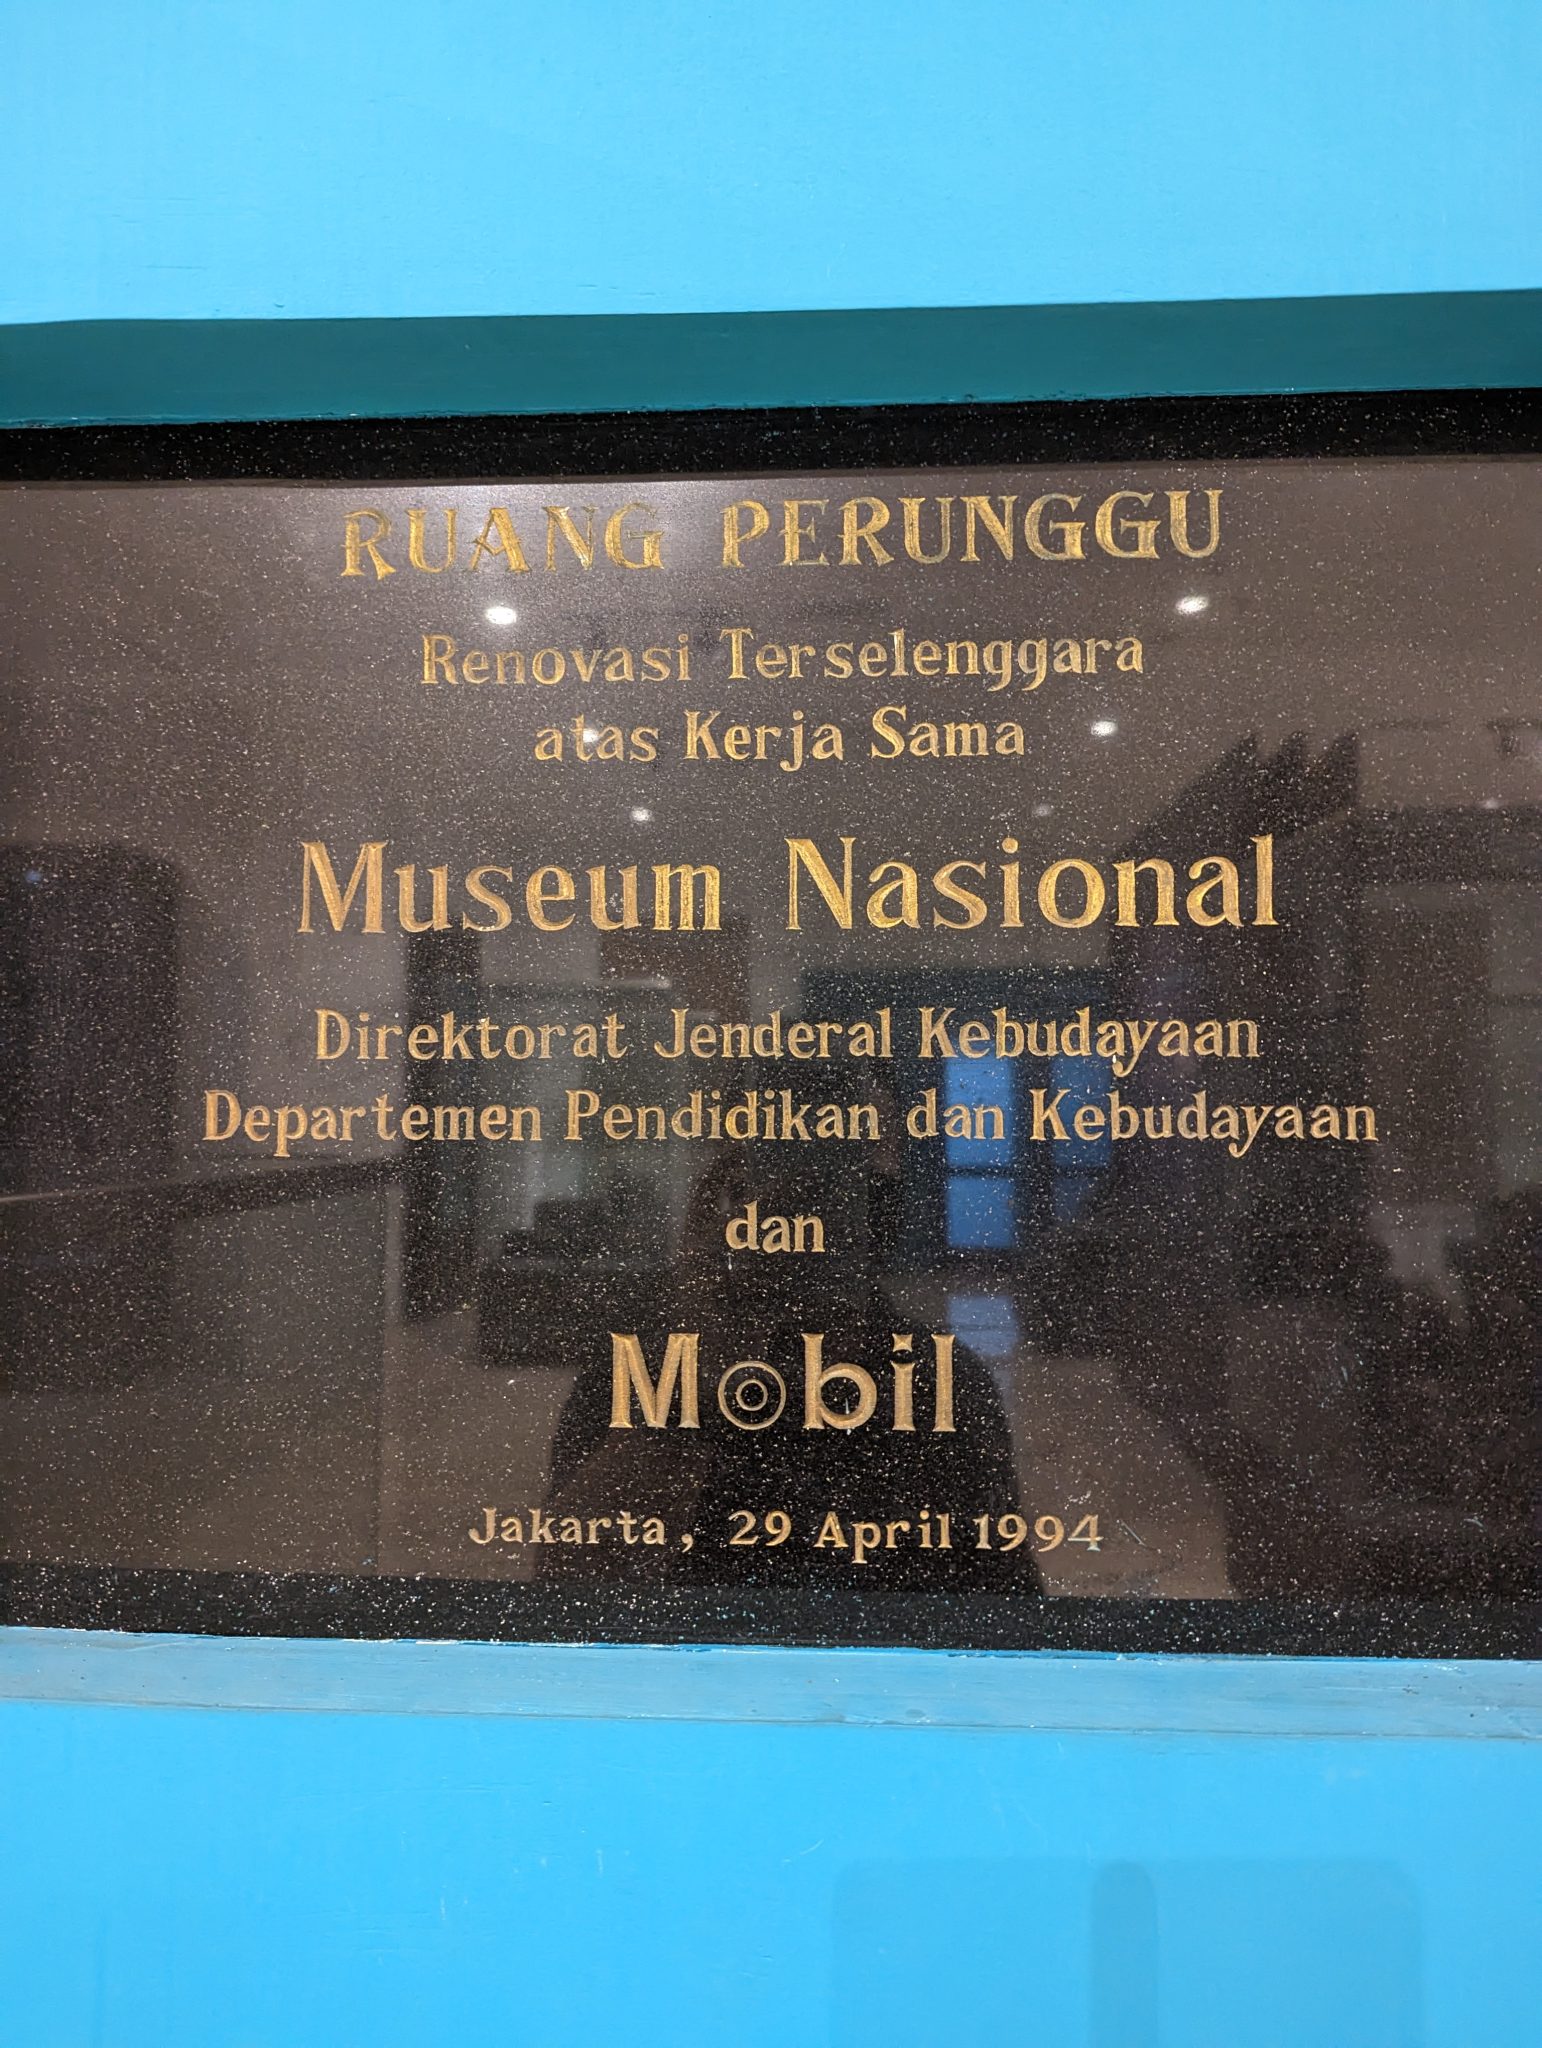 RUANG PERUNGGU
Renovasi Terselenggara
atas Kerja Sama
Museum Nasional
Direktorat Jenderal Kebudayaan
Departemen Pendidikan dan Kebudayaan
dan
Mobil
Jakarta, 29 April 1994